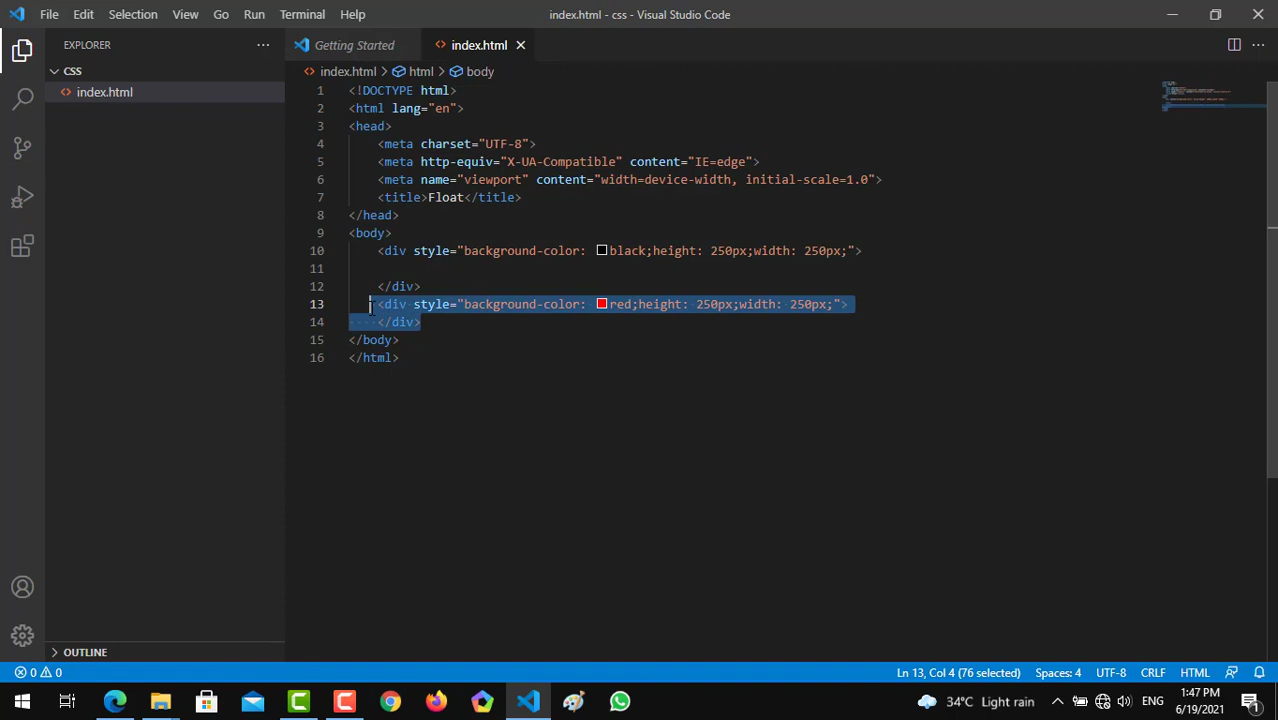 File Edit Selection View Go Run Terminal Help index.html - css - Visual Studio Code
EXPLORER
CSS
index.html
Getting Started index.html
index.html > html > body
1 <!DOCTYPE html>
2 <html lang="en">
3 <head>
4 <meta charset="UTF-8">
5 <meta http-equiv="X-UA-Compatible" content="IE=edge">
6 <meta name="viewport" content="width=device-width, initial-scale=1.0">
7 <title>Float</title>
8 </head>
9 <body>
10 <div style="background-color: black;height: 250px;width: 250px;">
11
12 </div>
13 <div style="background-color: red;height: 250px;width: 250px;">
14 </div>
15 </body>
16 </html>
OUTLINE
0 0 Ln 13, Col 4 (76 selected) Spaces: 4 UTF-8 CRLF HTML
34°C Light rain ENG 1:47 PM
6/19/2021 1